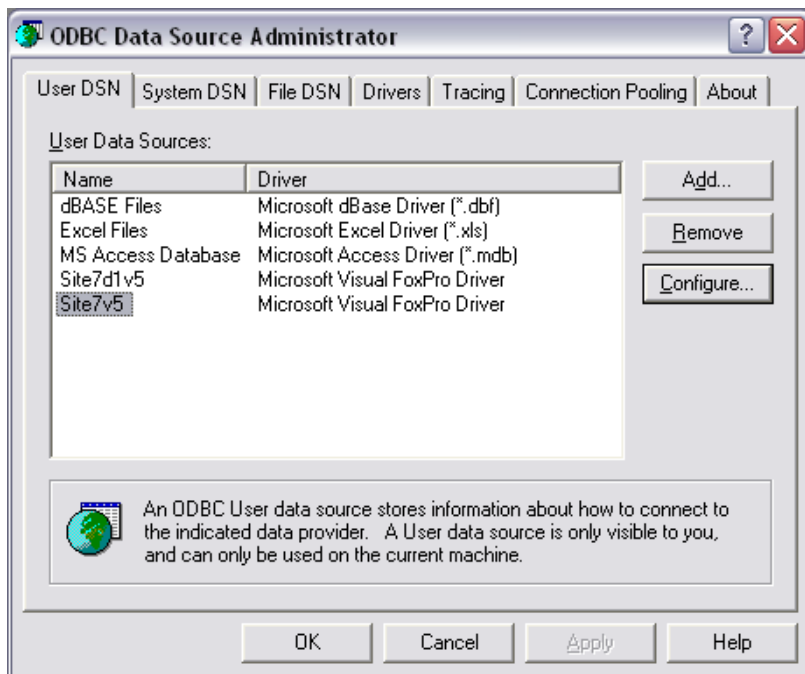 ODBC Data Source Administrator
User DSN System DSN File DSN Drivers Tracing Connection Pooling About
User Data Sources:
Name Driver
dBASE Files Microsoft dBase Driver (*.dbf)
Excel Files Microsoft Excel Driver (*.xls)
MS Access Database Microsoft Access Driver (*.mdb)
Site7d1v5 Microsoft Visual FoxPro Driver
Site7v5 Microsoft Visual FoxPro Driver
Add...
Remove
Configure...
An ODBC User data source stores information about how to connect to
the indicated data provider. A User data source is only visible to you,
and can only be used on the current machine.
OK Cancel Apply Help